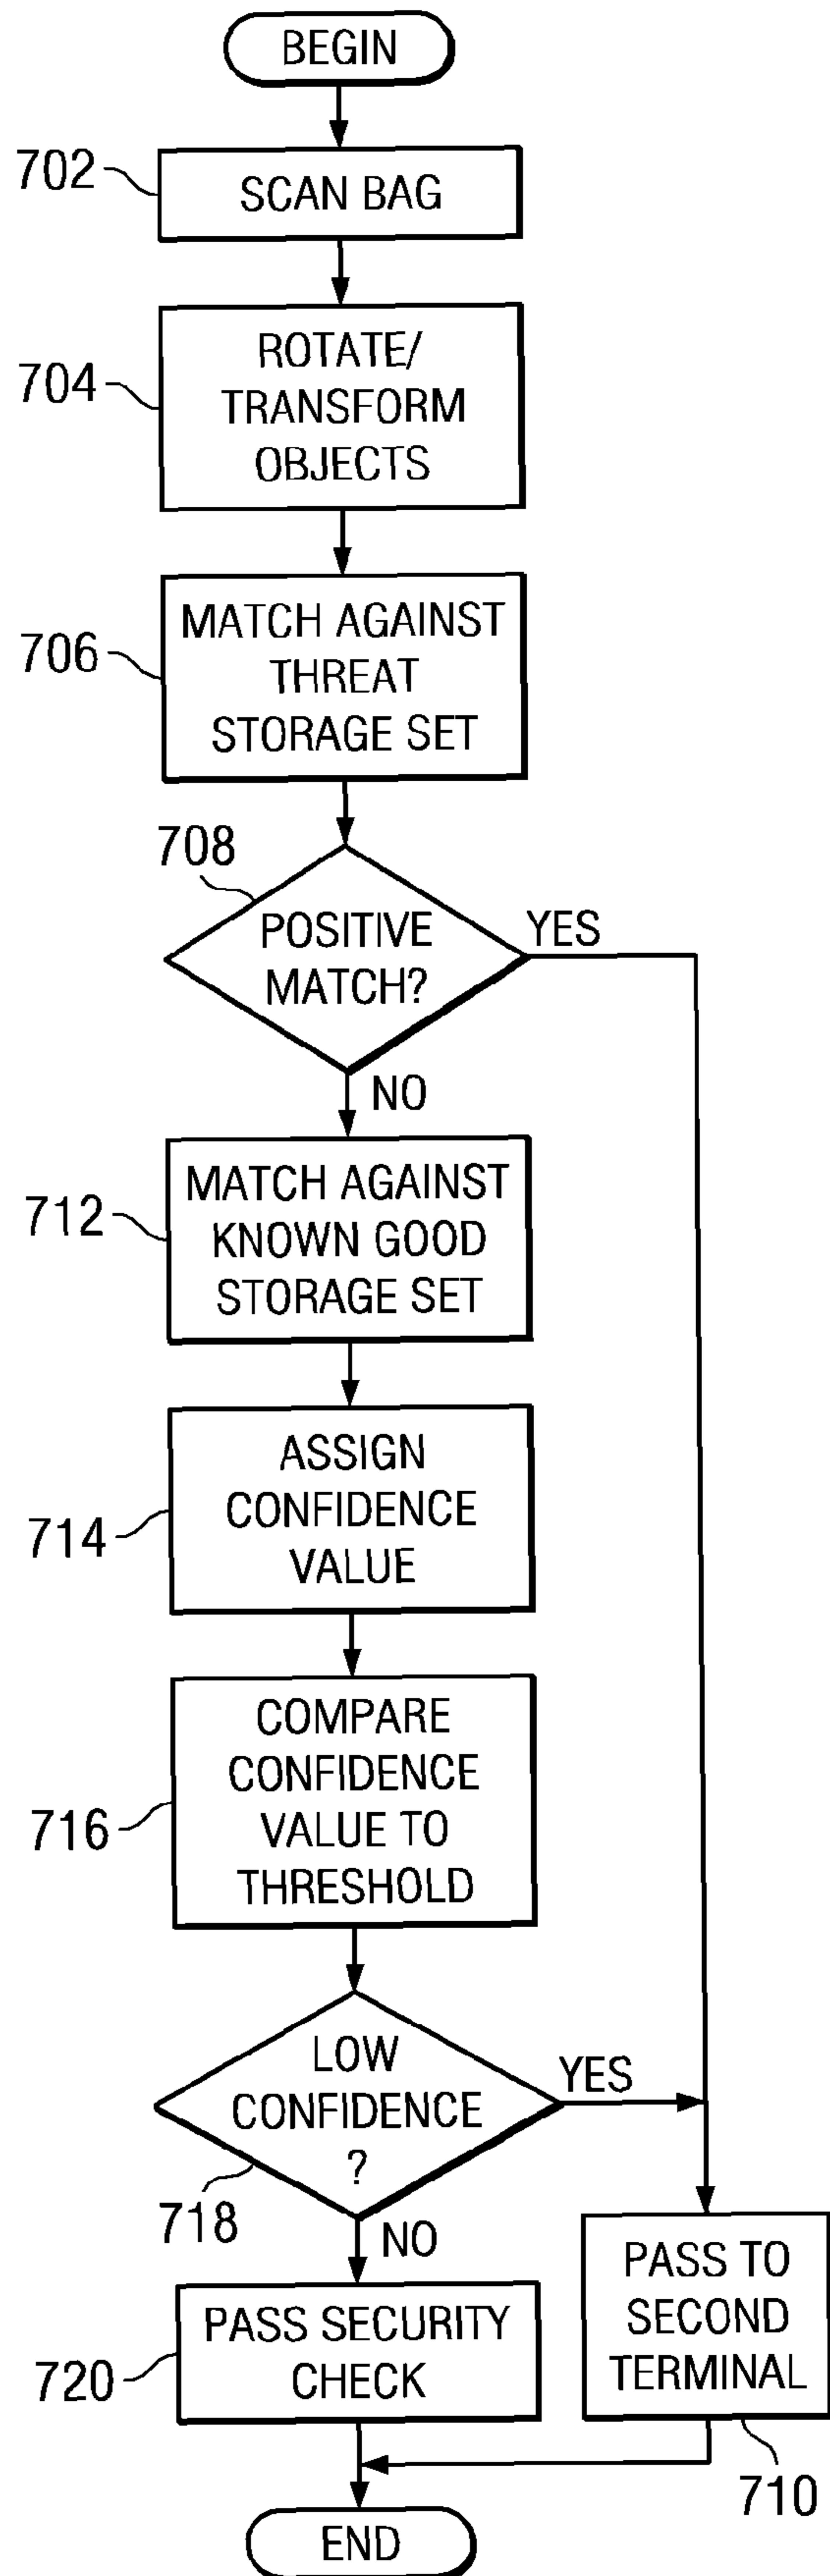 BEGIN
702
SCAN BAG
704
ROTATE/
TRANSFORM
OBJECTS
706
MATCH AGAINST
THREAT
STORAGE SET
708
POSITIVE
MATCH?
YES
NO
712
MATCH AGAINST
KNOWN GOOD
STORAGE SET
714
ASSIGN
CONFIDENCE
VALUE
716
COMPARE
CONFIDENCE
VALUE TO
THRESHOLD
LOW
CONFIDENCE
?
YES
718
NO
720
PASS SECURITY
CHECK
PASS TO
SECOND
TERMINAL
710
END